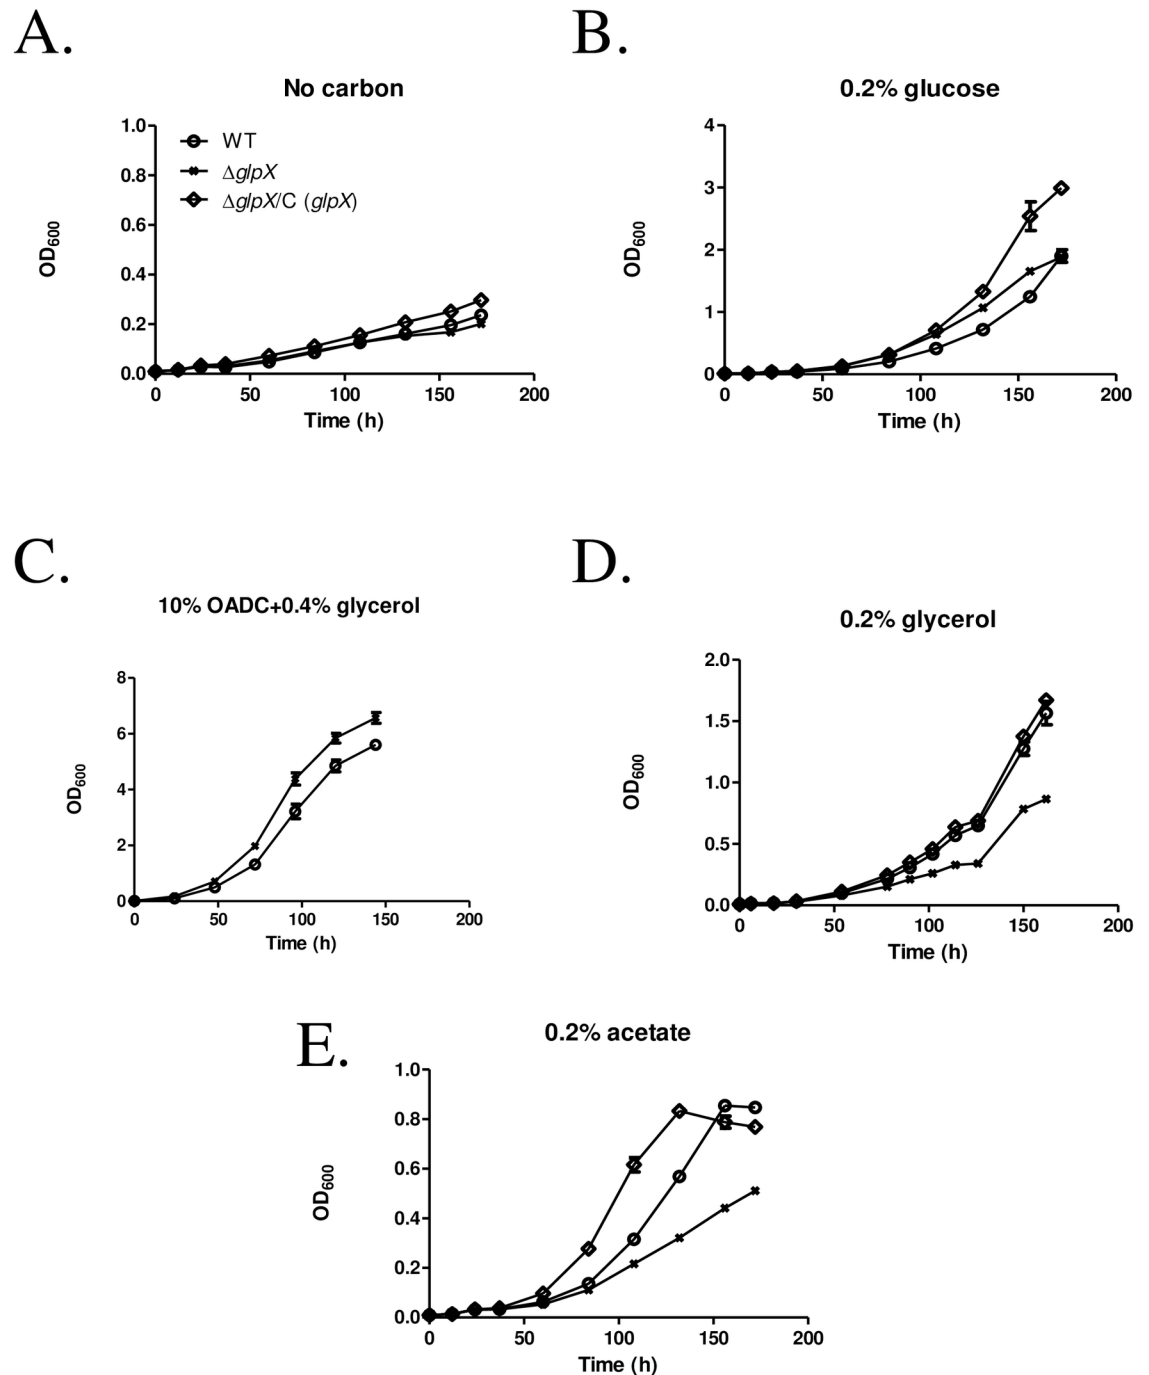 A.
No carbon
1.0
0.8
0.6
0.4
0.2
0.0
OD600
WT
ΔglpX
ΔglpX/C (glpX)
0 50 100 150 200
Time (h)
B.
0.2% glucose
4
3
2
1
0
OD600
0 50 100 150 200
Time (h)
C.
10% OADC+0.4% glycerol
8
6
4
2
0
OD600
0 50 100 150 200
Time (h)
D.
0.2% glycerol
2.0
1.5
1.0
0.5
0.0
OD600
0 50 100 150 200
Time (h)
E.
0.2% acetate
1.0
0.8
0.6
0.4
0.2
0.0
OD600
0 50 100 150 200
Time (h)